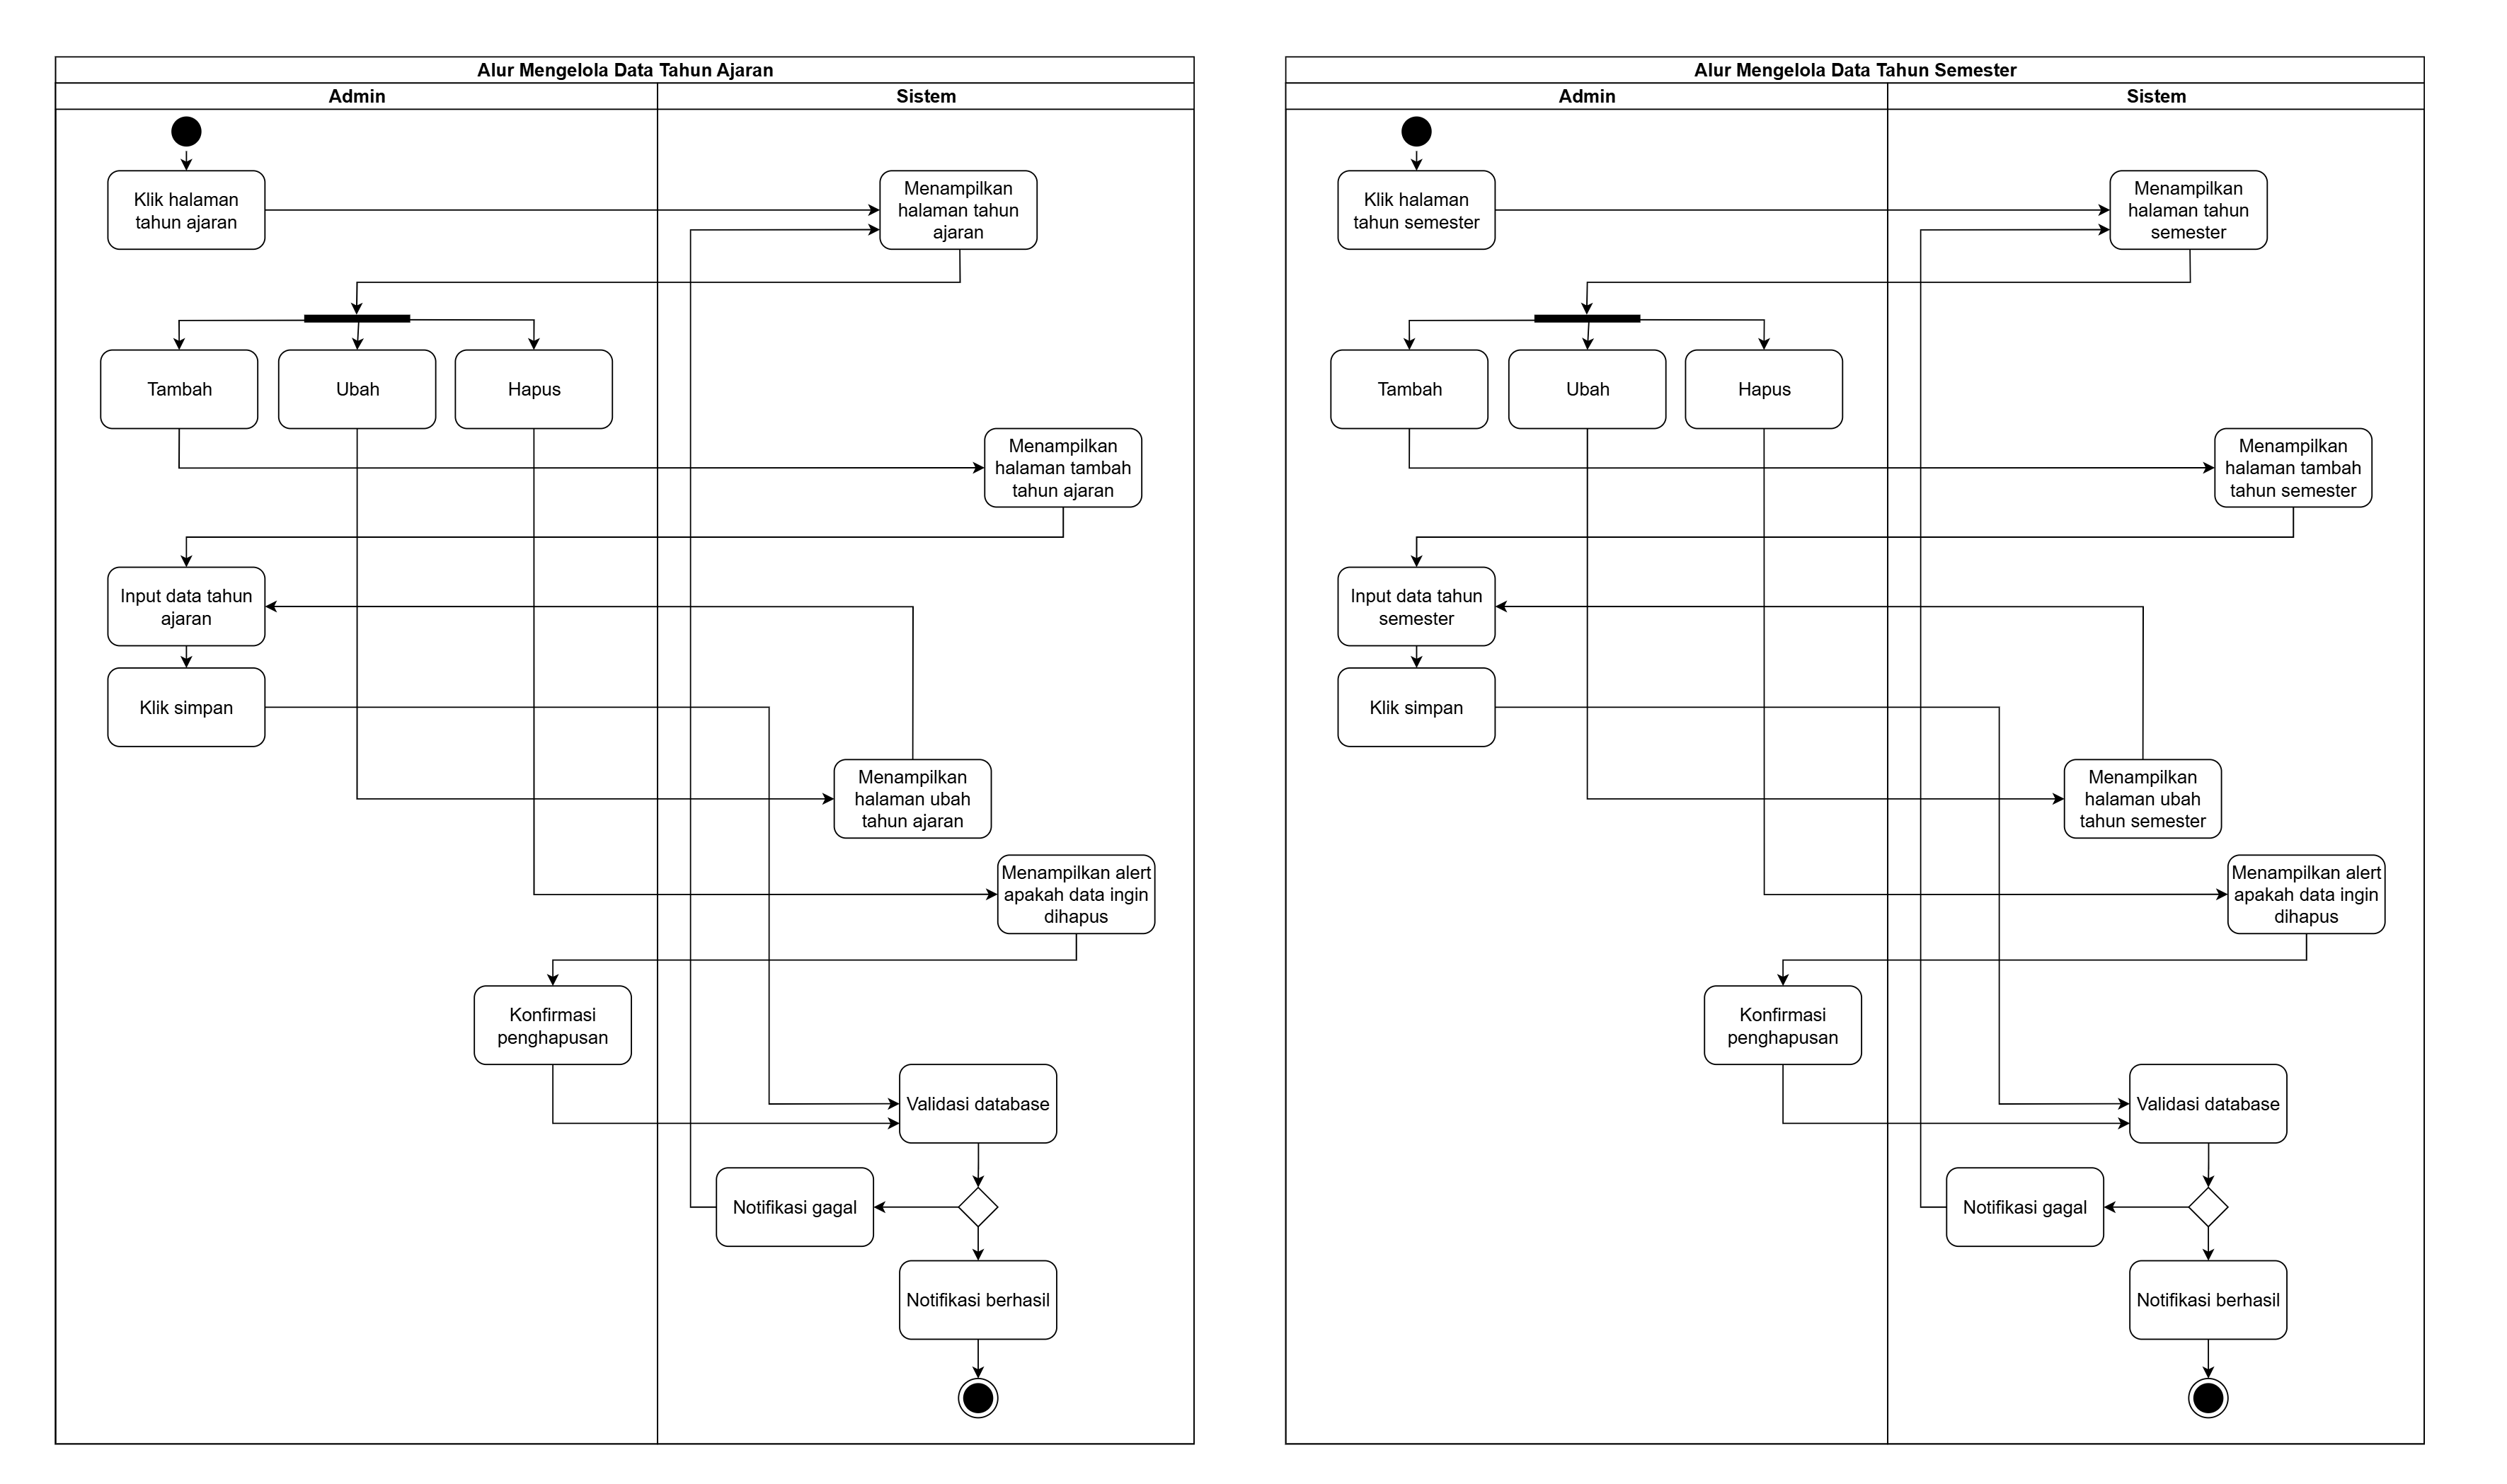 Alur Mengelola Data Tahun Ajaran
Admin
Sistem
Klik halaman
tahun ajaran
Menampilkan
halaman tahun
ajaran
Tambah
Ubah
Hapus
Menampilkan
halaman tambah
tahun ajaran
Input data tahun
ajaran
Klik simpan
Menampilkan
halaman ubah
tahun ajaran
Menampilkan alert
apakah data ingin
dihapus
Konfirmasi
penghapusan
Validasi database
Notifikasi gagal
Notifikasi berhasil
Alur Mengelola Data Tahun Semester
Admin
Sistem
Klik halaman
tahun semester
Menampilkan
halaman tahun
semester
Tambah
Ubah
Hapus
Menampilkan
halaman tambah
tahun semester
Input data tahun
semester
Klik simpan
Menampilkan
halaman ubah
tahun semester
Menampilkan alert
apakah data ingin
dihapus
Konfirmasi
penghapusan
Validasi database
Notifikasi gagal
Notifikasi berhasil